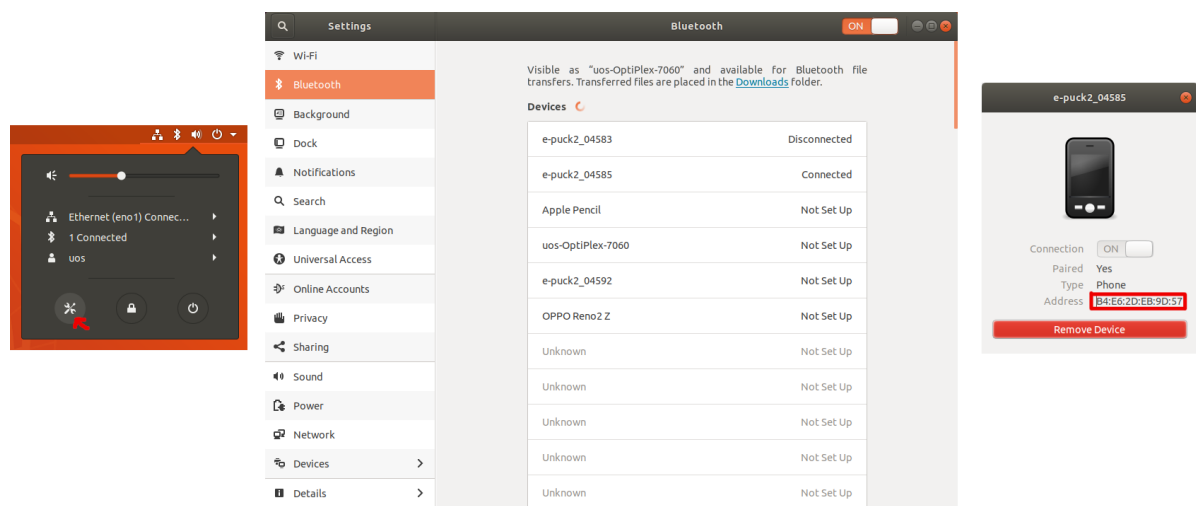 Ethernet (eno1) Connec...
1 Connected
uos
Settings
Wi-Fi
Bluetooth
Background
Dock
Notifications
Search
Language and Region
Universal Access
Online Accounts
Privacy
Sharing
Sound
Power
Network
Devices
Details
Bluetooth
ON
Visible as "uos-OptiPlex-7060" and available for Bluetooth file
transfers. Transferred files are placed in the Downloads folder.
Devices
e-puck2_04583 Disconnected
e-puck2_04585 Connected
Apple Pencil Not Set Up
uos-OptiPlex-7060 Not Set Up
e-puck2_04592 Not Set Up
OPPO Reno2 Z Not Set Up
Unknown Not Set Up
Unknown Not Set Up
Unknown Not Set Up
Unknown Not Set Up
Unknown Not Set Up
e-puck2_04585
Connection ON
Paired Yes
Type Phone
Address B4:E6:2D:EB:9D:57
Remove Device